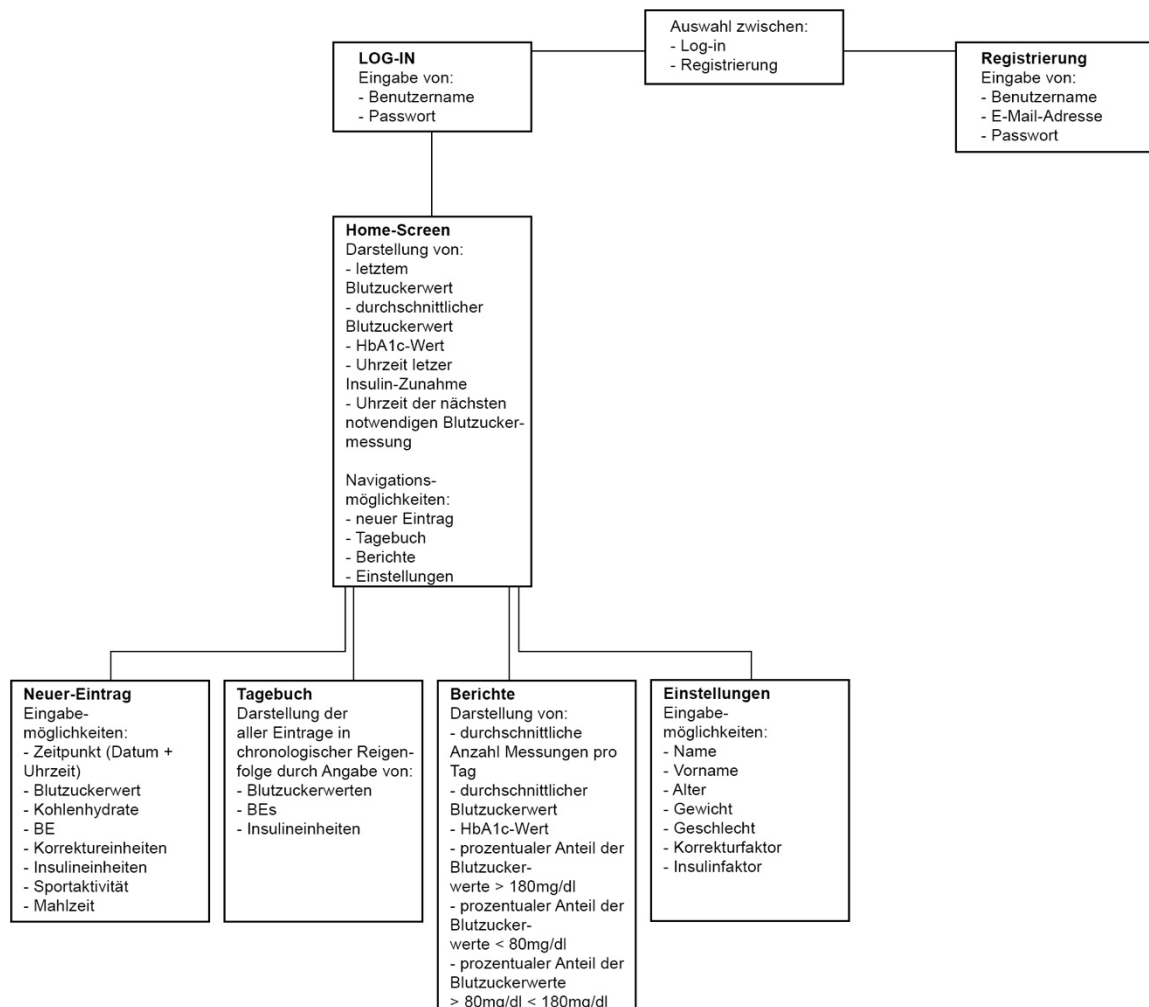 Auswahl zwischen:
- Log-in
- Registrierung
LOG-IN
Eingabe von:
- Benutzername
- Passwort
Registrierung
Eingabe von:
- Benutzername
- E-Mail-Adresse
- Passwort
Home-Screen
Darstellung von:
- letztem
Blutzuckerwert
- durchschnittlicher
Blutzuckerwert
- HbA1c-Wert
- Uhrzeit letzer
Insulin-Zunahme
- Uhrzeit der nächsten
notwendigen Blutzucker-
messung
Navigations-
möglichkeiten:
- neuer Eintrag
- Tagebuch
- Berichte
- Einstellungen
Neuer-Eintrag
Eingabe-
möglichkeiten:
- Zeitpunkt (Datum +
Uhrzeit)
- Blutzuckerwert
- Kohlenhydrate
- BE
- Korrektureinheiten
- Insulineinheiten
- Sportaktivität
- Mahlzeit
Tagebuch
Darstellung der
aller Eintrage in
chronologischer Reigen-
folge durch Angabe von:
- Blutzuckerwerten
- BEs
- Insulineinheiten
Berichte
Darstellung von:
- durchschnittliche
Anzahl Messungen pro
Tag
- durchschnittlicher
Blutzuckerwert
- HbA1c-Wert
- prozentualer Anteil der
Blutzucker-
werte > 180mg/dl
- prozentualer Anteil der
Blutzucker-
werte < 80mg/dl
- prozentualer Anteil der
Blutzuckerwerte
> 80mg/dl < 180mg/dl
Einstellungen
Eingabe-
möglichkeiten:
- Name
- Vorname
- Alter
- Gewicht
- Geschlecht
- Korrekturfaktor
- Insulinfaktor